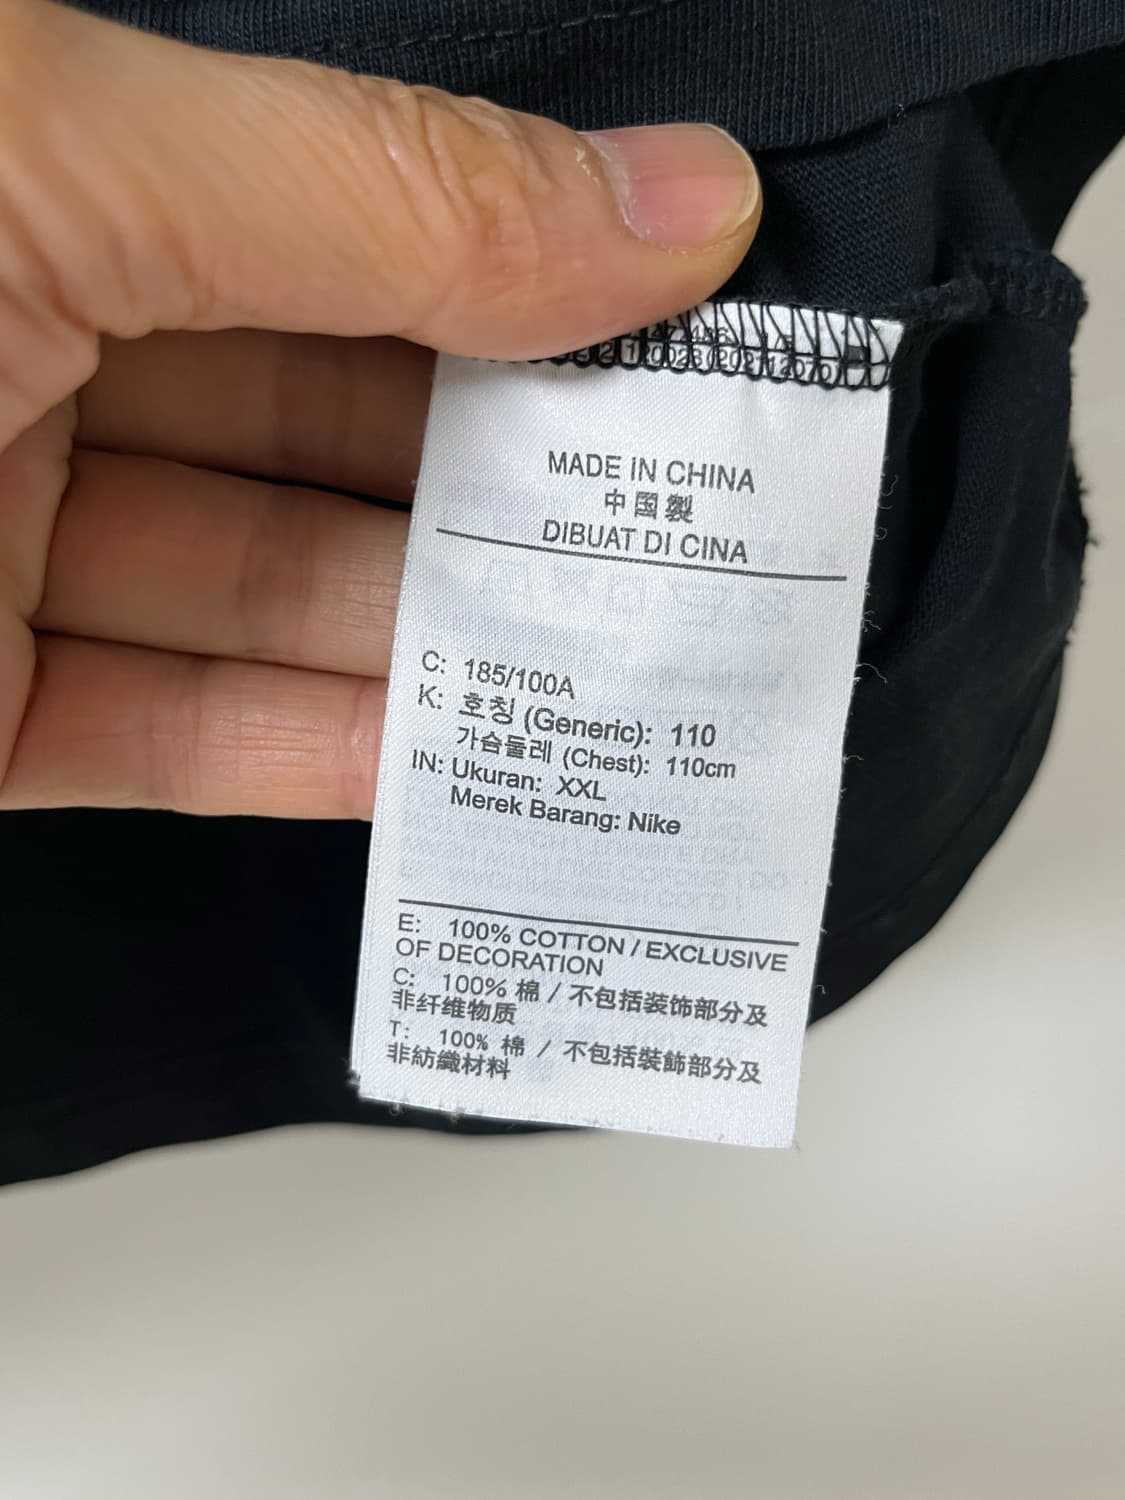 MADE IN CHINA
中国製
DIBUAT DI CINA
C: 185/100A
K: 호칭 (Generic): 110
가슴둘레 (Chest): 110cm
IN: Ukuran: XXL
Merek Barang: Nike
E: 100% COTTON / EXCLUSIVE
OF DECORATION
C: 100% 棉 / 不包括装饰部分及
非纤维物质
T: 100% 棉 / 不包括裝飾部分及
非紡織材料